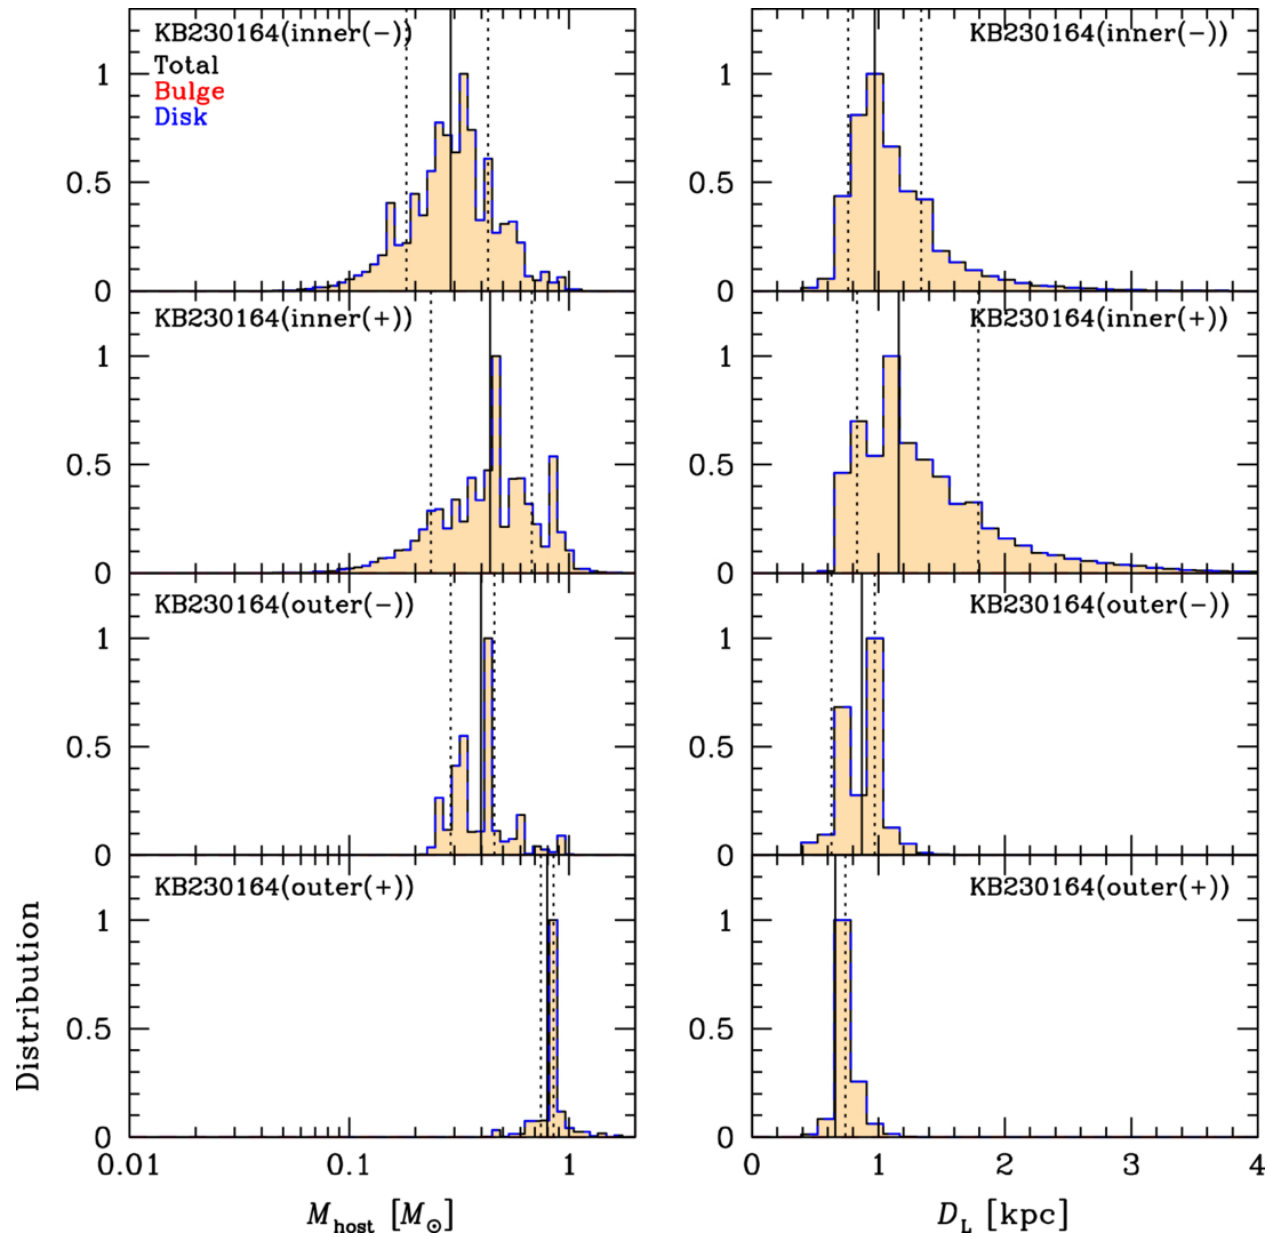 KB230164(inner(−))
Total
Bulge
Disk
1
0.5
0
KB230164(inner(−))
1
0.5
0
KB230164(inner(+))
1
0.5
0
KB230164(inner(+))
1
0.5
0
KB230164(outer(−))
1
0.5
0
KB230164(outer(−))
1
0.5
0
KB230164(outer(+))
1
0.5
0
KB230164(outer(+))
1
0.5
0
Distribution
0.01 0.1 1
M_host [M_⊙]
0 1 2 3 4
D_L [kpc]